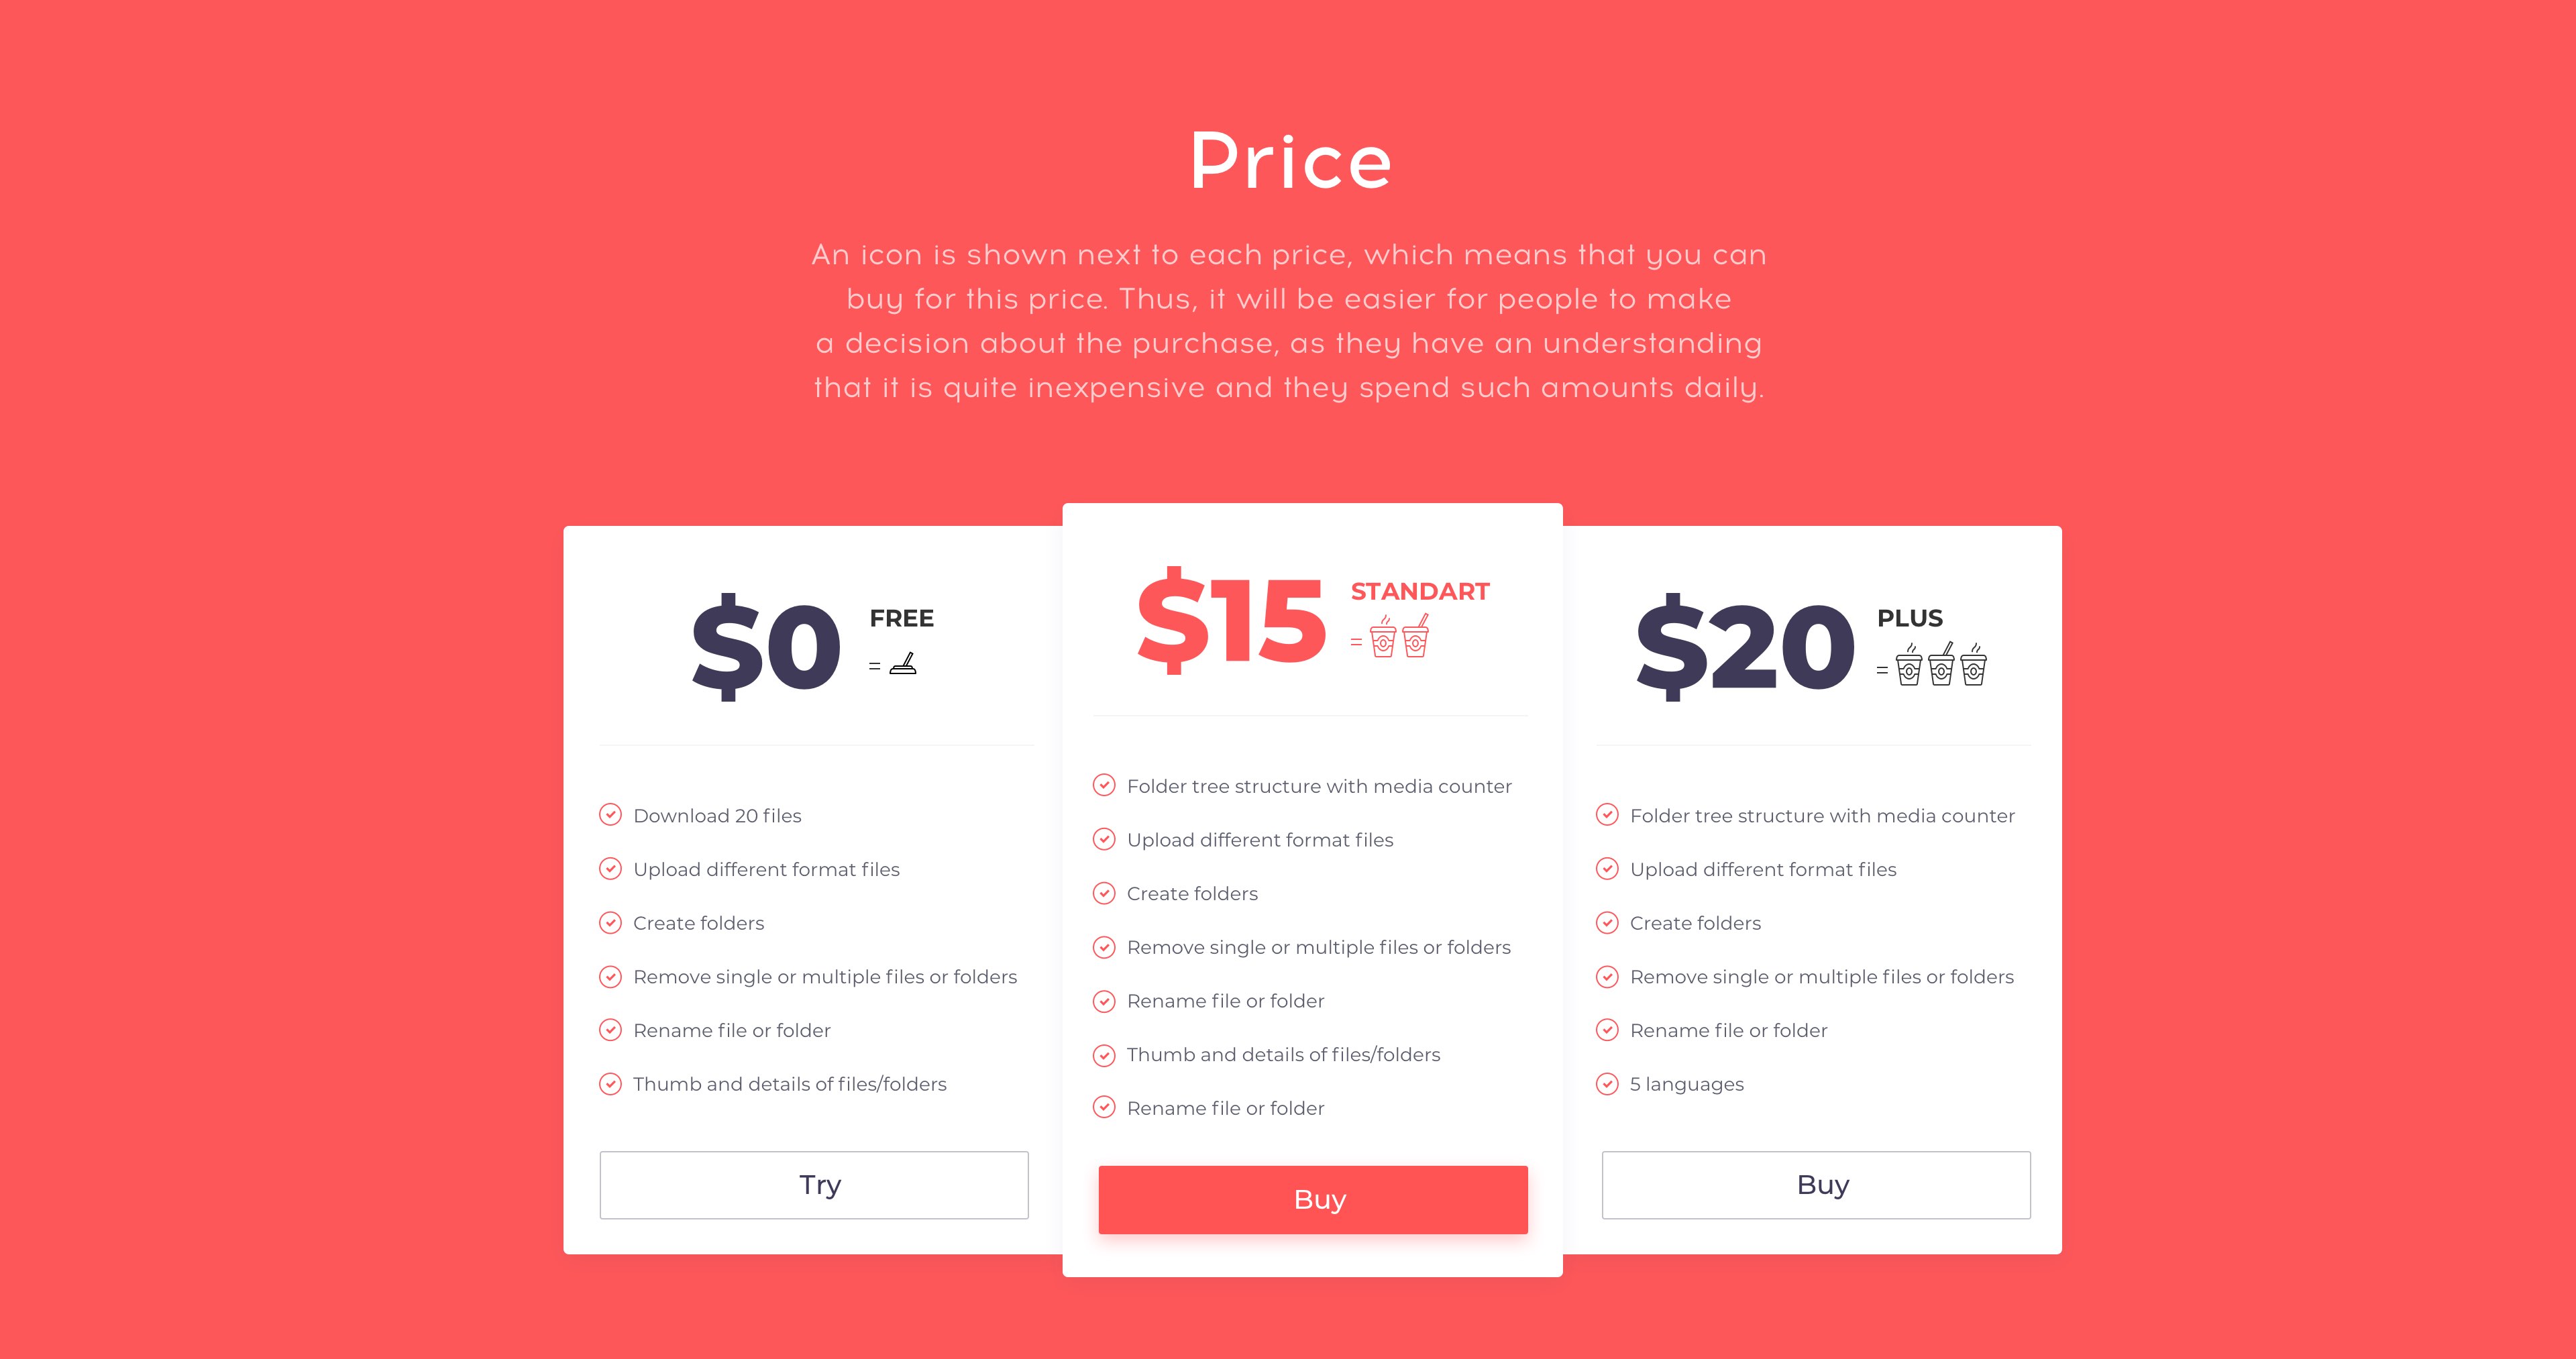 Price
An icon is shown next to each price, which means that you can
buy for this price. Thus, it will be easier for people to make
a decision about the purchase, as they have an understanding
that it is quite inexpensive and they spend such amounts daily.
$0
FREE
=
Download 20 files
Upload different format files
Create folders
Remove single or multiple files or folders
Rename file or folder
Thumb and details of files/folders
Try
$15
STANDART
=
Folder tree structure with media counter
Upload different format files
Create folders
Remove single or multiple files or folders
Rename file or folder
Thumb and details of files/folders
Rename file or folder
Buy
$20
PLUS
=
Folder tree structure with media counter
Upload different format files
Create folders
Remove single or multiple files or folders
Rename file or folder
5 languages
Buy